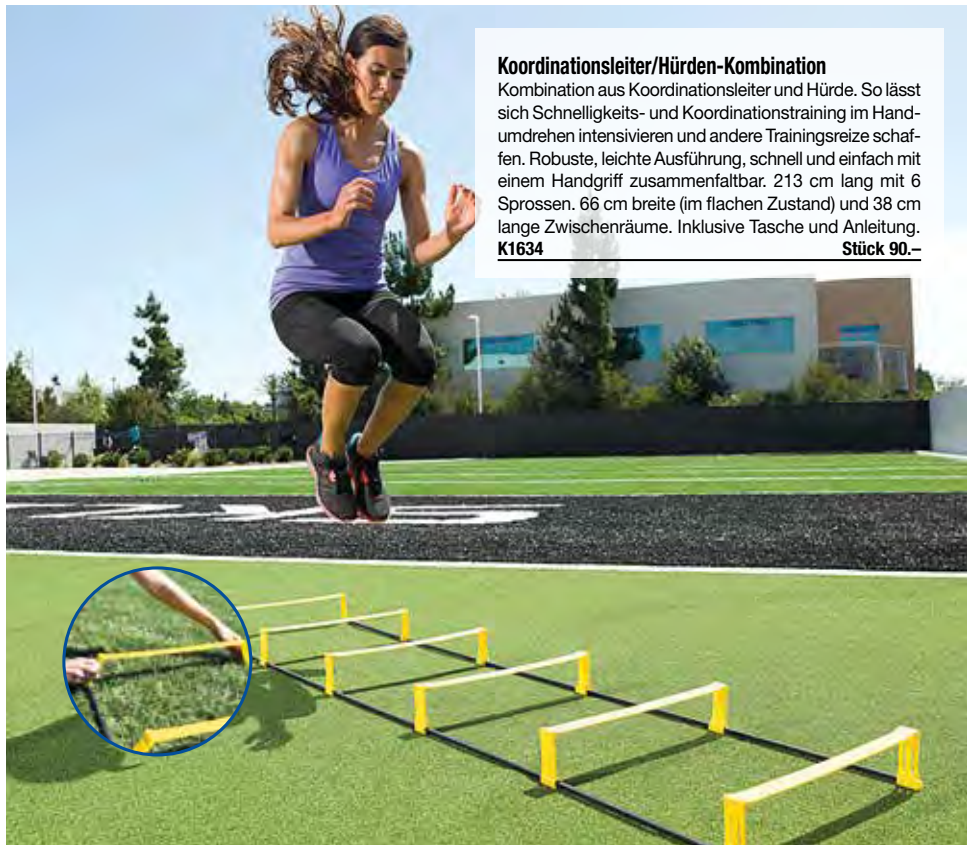 Koordinationsleiter/Hürden-Kombination
Kombination aus Koordinationsleiter und Hürde. So lässt
sich Schnelligkeits- und Koordinationstraining im Hand-
umdrehen intensivieren und andere Trainingsreize schaf-
fen. Robuste, leichte Ausführung, schnell und einfach mit
einem Handgriff zusammenfaltbar. 213 cm lang mit 6
Sprossen. 66 cm breite (im flachen Zustand) und 38 cm
lange Zwischenräume. Inklusive Tasche und Anleitung.
K1634 Stück 90.–